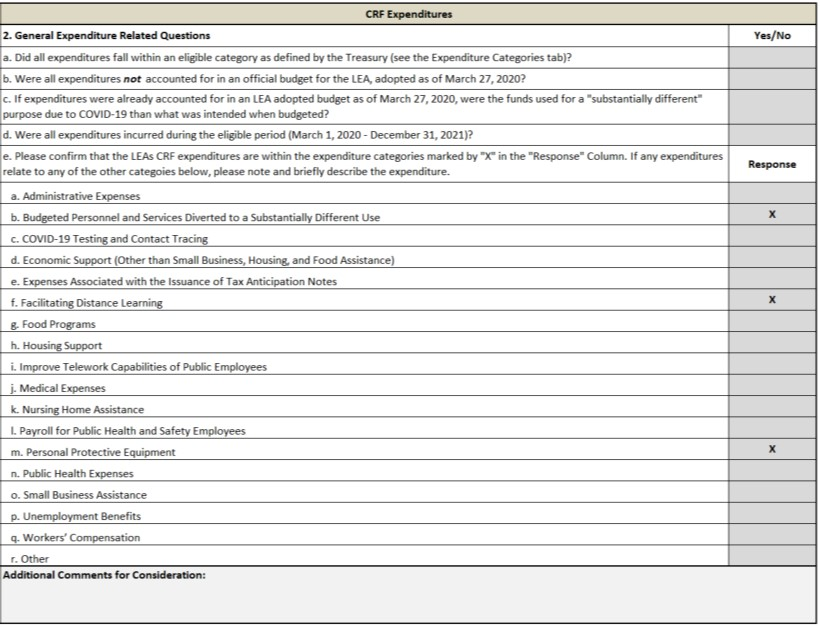 CRF Expenditures
2. General Expenditure Related Questions Yes/No
a. Did all expenditures fall within an eligible category as defined by the Treasury (see the Expenditure Categories tab)?
b. Were all expenditures not accounted for in an official budget for the LEA, adopted as of March 27, 2020?
c. If expenditures were already accounted for in an LEA adopted budget as of March 27, 2020, were the funds used for a "substantially different"
purpose due to COVID-19 than what was intended when budgeted?
d. Were all expenditures incurred during the eligible period (March 1, 2020 - December 31, 2021)?
e. Please confirm that the LEAs CRF expenditures are within the expenditure categories marked by "X" in the "Response" Column. If any expenditures
relate to any of the other categoies below, please note and briefly describe the expenditure.
Response
a. Administrative Expenses
b. Budgeted Personnel and Services Diverted to a Substantially Different Use X
c. COVID-19 Testing and Contact Tracing
d. Economic Support (Other than Small Business, Housing, and Food Assistance)
e. Expenses Associated with the Issuance of Tax Anticipation Notes
f. Facilitating Distance Learning X
g. Food Programs
h. Housing Support
i. Improve Telework Capabilities of Public Employees
j. Medical Expenses
k. Nursing Home Assistance
l. Payroll for Public Health and Safety Employees
m. Personal Protective Equipment X
n. Public Health Expenses
o. Small Business Assistance
p. Unemployment Benefits
q. Workers' Compensation
r. Other
Additional Comments for Consideration: